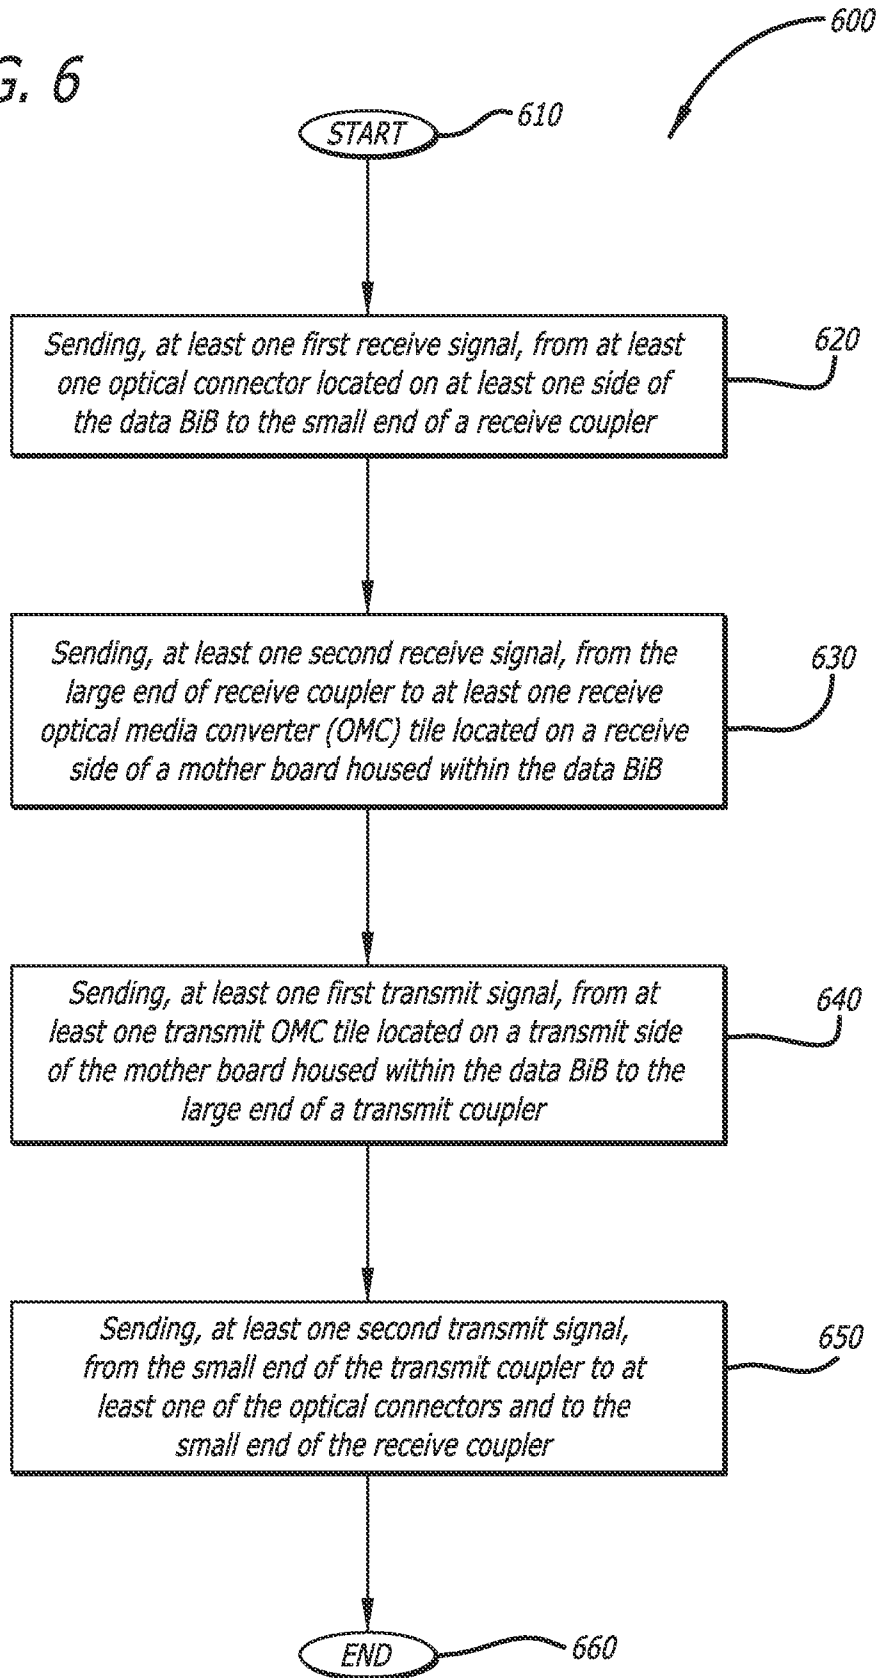 G. 6
600
START
610
Sending, at least one first receive signal, from at least
one optical connector located on at least one side of
the data BiB to the small end of a receive coupler
620
Sending, at least one second receive signal, from the
large end of receive coupler to at least one receive
optical media converter (OMC) tile located on a receive
side of a mother board housed within the data BiB
630
Sending, at least one first transmit signal, from at
least one transmit OMC tile located on a transmit side
of the mother board housed within the data BiB to the
large end of a transmit coupler
640
Sending, at least one second transmit signal,
from the small end of the transmit coupler to at
least one of the optical connectors and to the
small end of the receive coupler
650
END
660